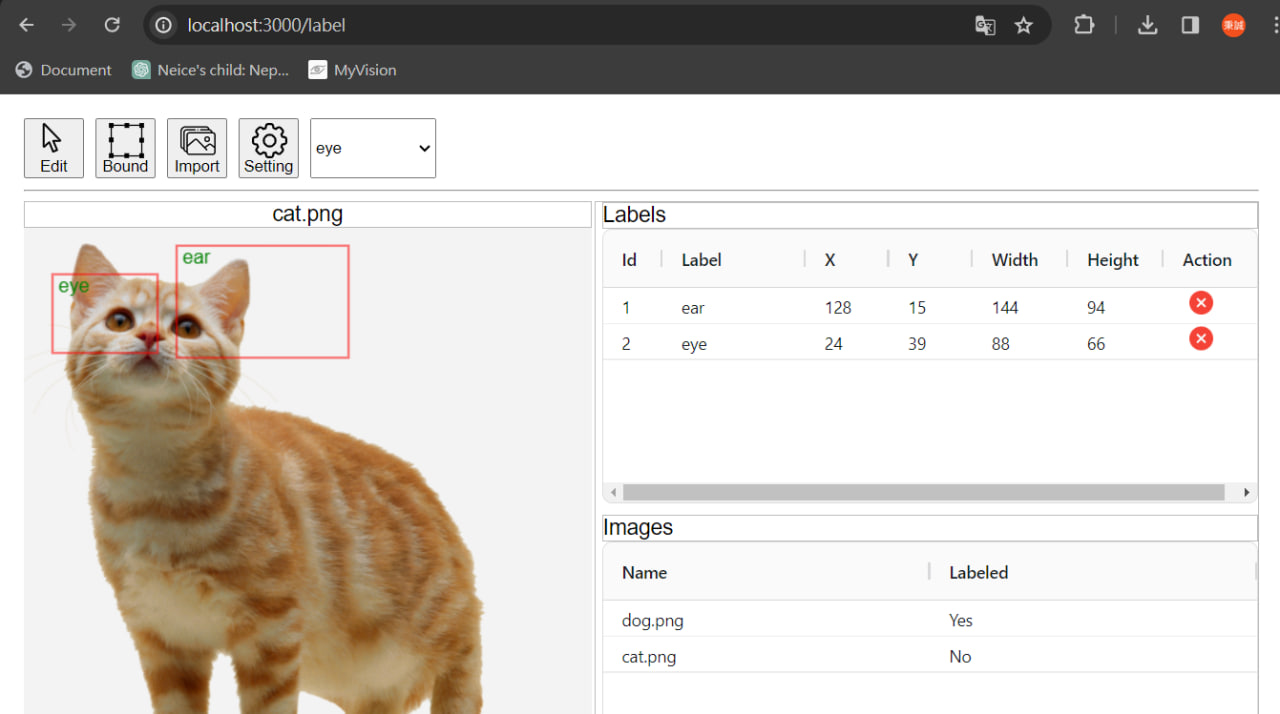 localhost:3000/label
秉誠
Document Neice's child: Nep... MyVision
Edit Bound Import Setting eye
cat.png
ear
eye
Labels
Id Label X Y Width Height Action
1 ear 128 15 144 94
2 eye 24 39 88 66
Images
Name Labeled
dog.png Yes
cat.png No